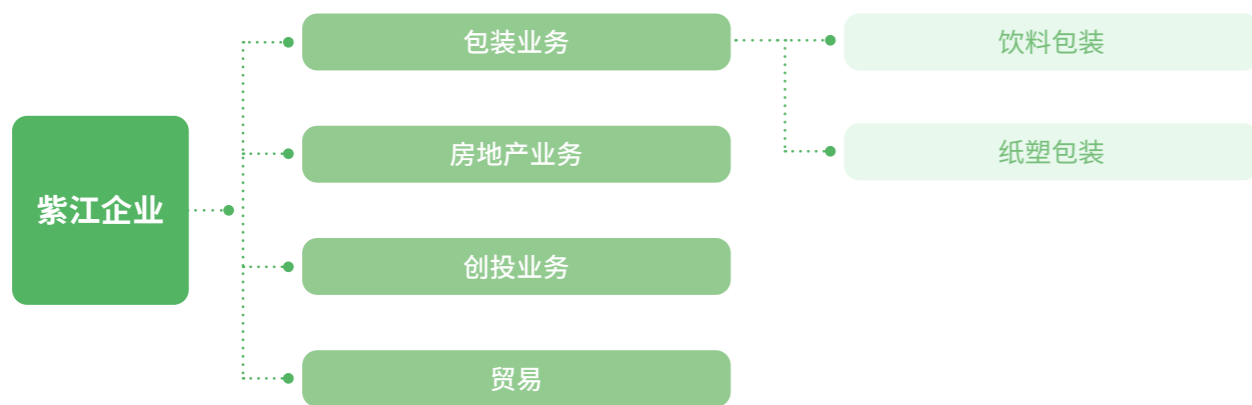 紫江企业
包装业务
房地产业务
创投业务
贸易
饮料包装
纸塑包装